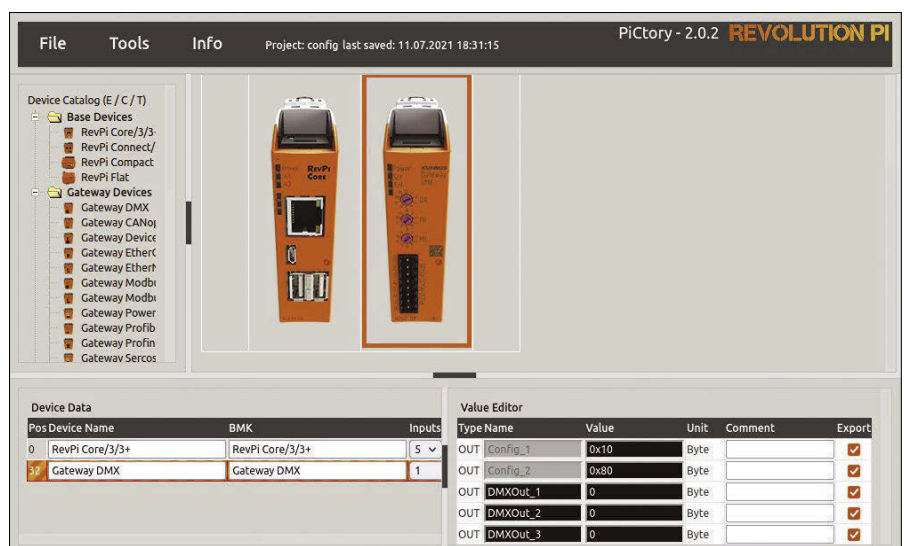 File Tools Info Project: config last saved: 11.07.2021 18:31:15 PiCtory - 2.0.2 REVOLUTION PI
Device Catalog (E / C / T)
Base Devices
RevPi Core/3/3
RevPi Connect/
RevPi Compact
RevPi Flat
Gateway Devices
Gateway DMX
Gateway CANop
Gateway Device
Gateway Ether
Gateway Ether
Gateway Modbu
Gateway Modbu
Gateway Power
Gateway Profib
Gateway Profin
Gateway Sercos
RevPi
Core
Power
Device Data
Pos Device Name BMK Inputs
0 RevPi Core/3/3+ RevPi Core/3/3+ 5
32 Gateway DMX Gateway DMX 1
Value Editor
Type Name Value Unit Comment Export
OUT Config_1 0x10 Byte
OUT Config_2 0x80 Byte
OUT DMXOut_1 0 Byte
OUT DMXOut_2 0 Byte
OUT DMXOut_3 0 Byte